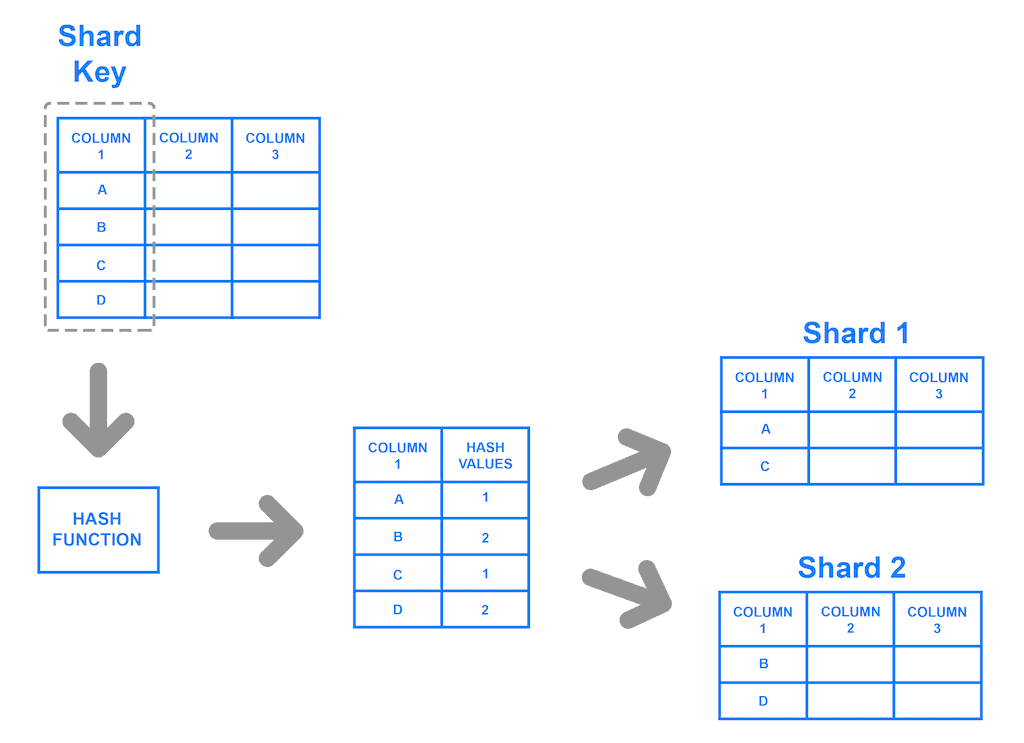 Shard
Key
COLUMN
1
COLUMN
2
COLUMN
3
A
B
C
D
HASH
FUNCTION
COLUMN
1
HASH
VALUES
A
1
B
2
C
1
D
2
Shard 1
COLUMN
1
COLUMN
2
COLUMN
3
A
C
Shard 2
COLUMN
1
COLUMN
2
COLUMN
3
B
D